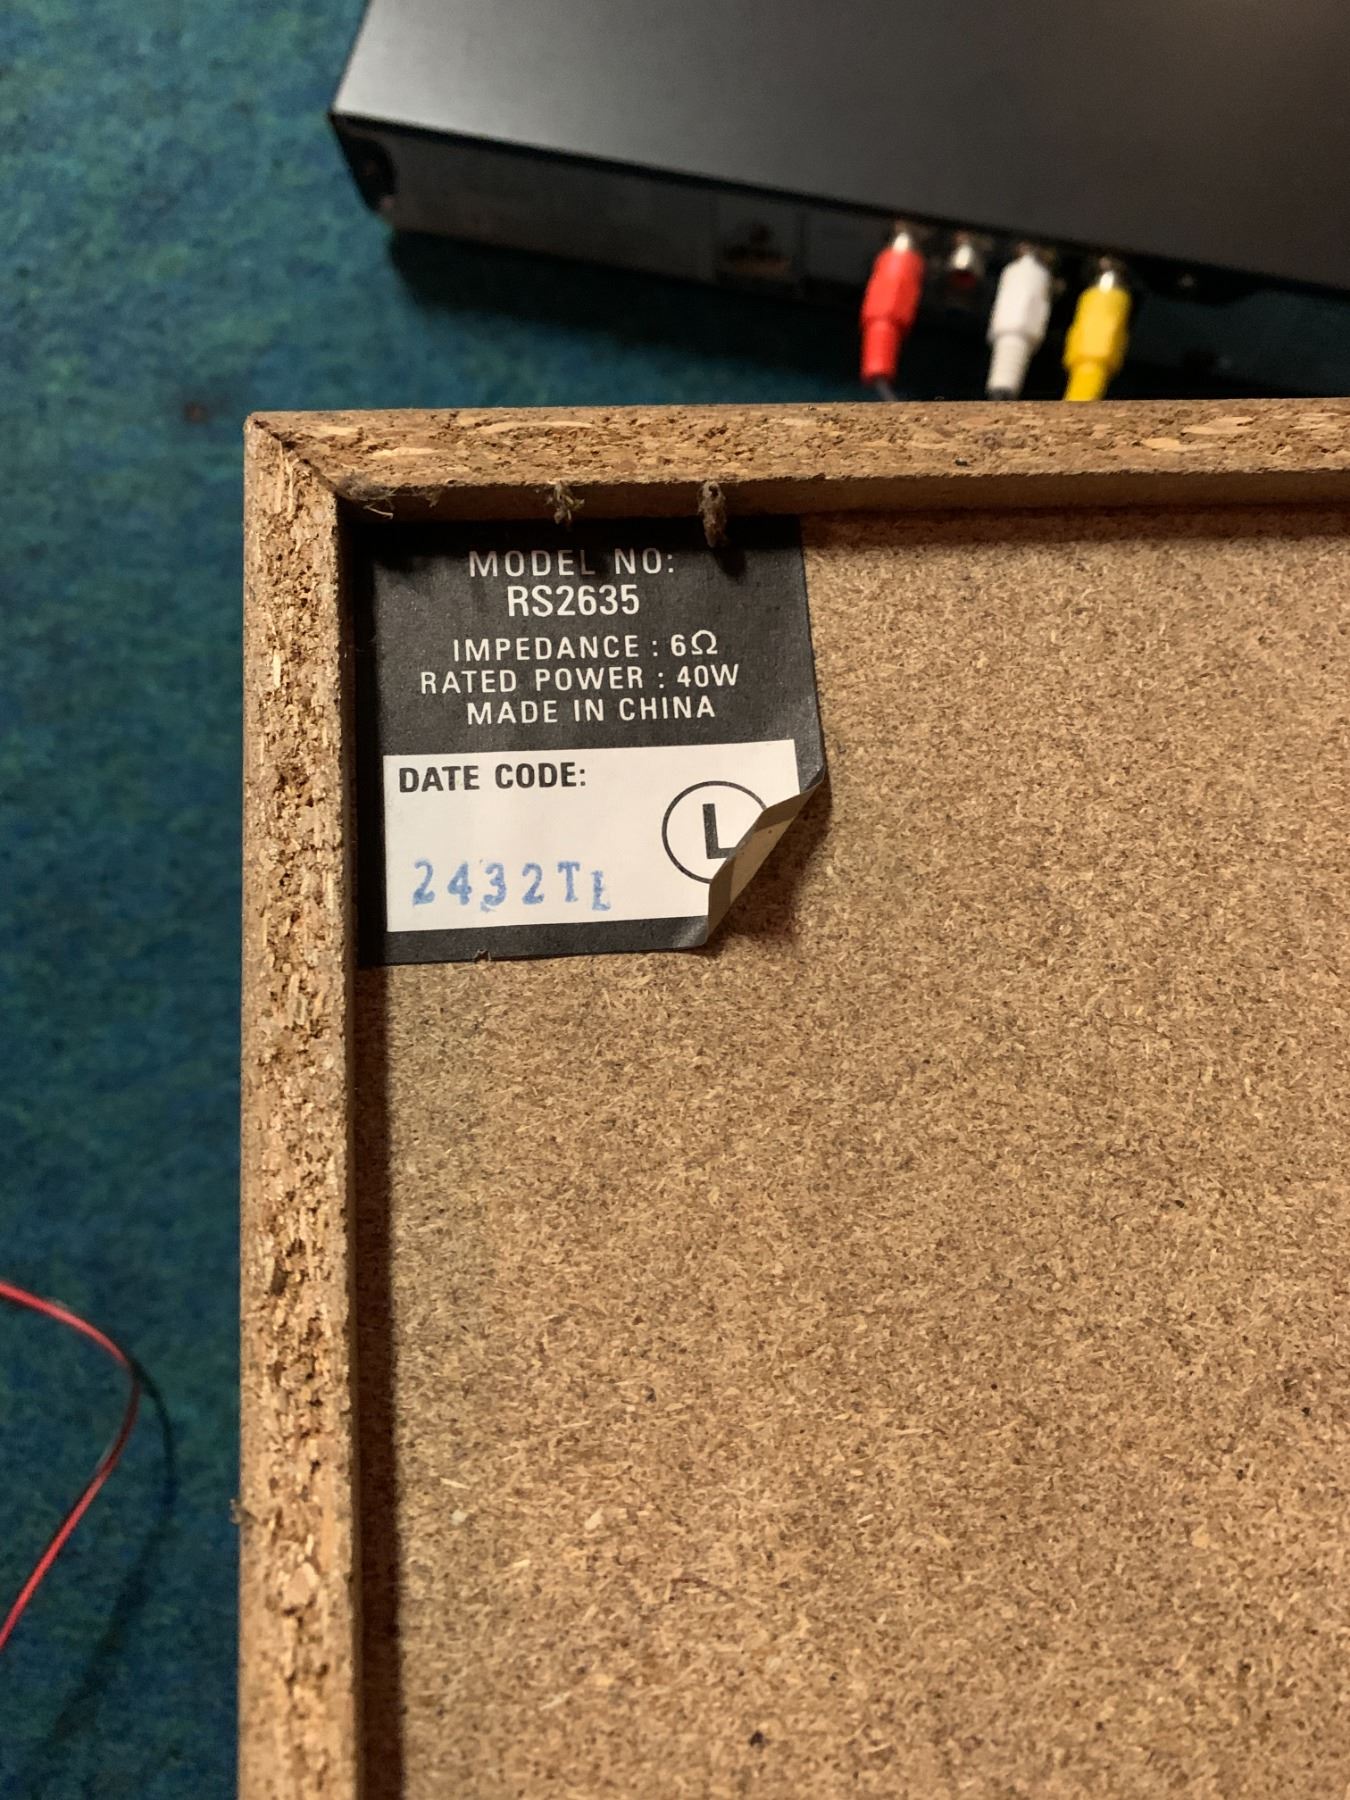 MODEL NO:
RS2635
IMPEDANCE : 6Ω
RATED POWER : 40W
MADE IN CHINA
DATE CODE:
L
2432TL